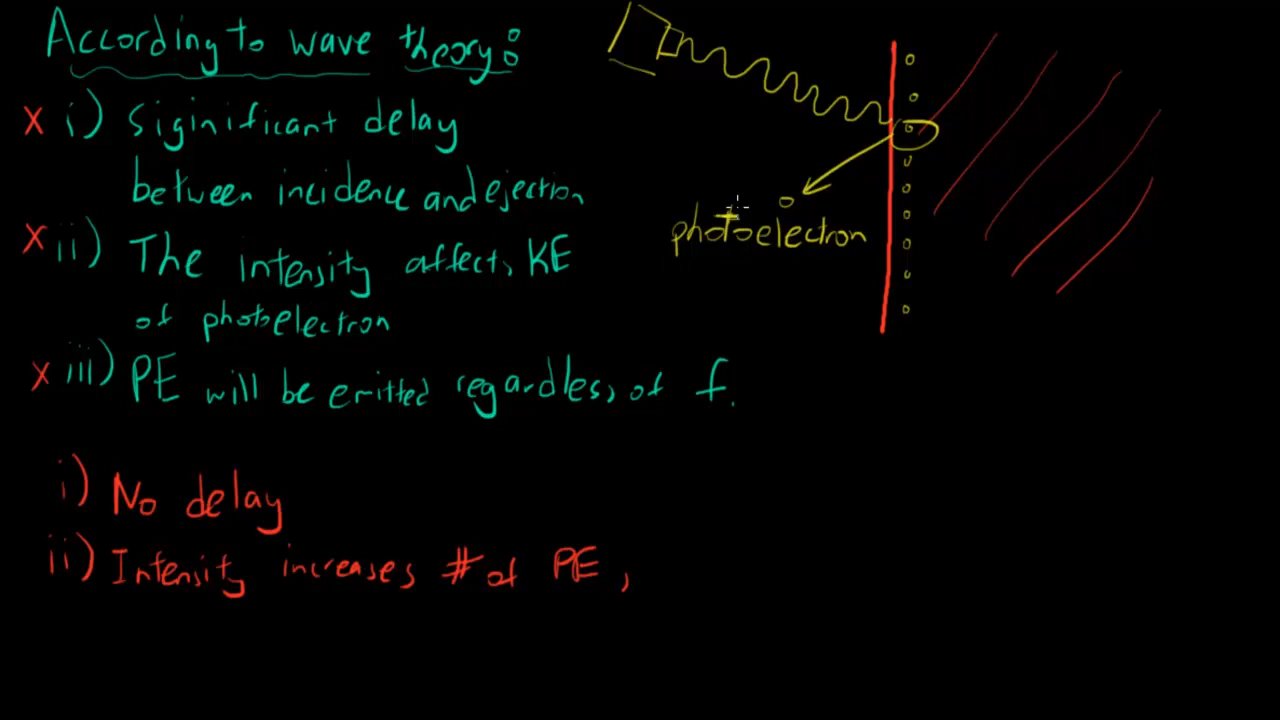 According to wave theory:
x i) Siginificant delay
between incidence and ejection
x ii) The intensity affects KE
of photoelectron
x iii) PE will be emitted regardless of f.
photoelectron
i) No delay
ii) Intensity increases # of PE,